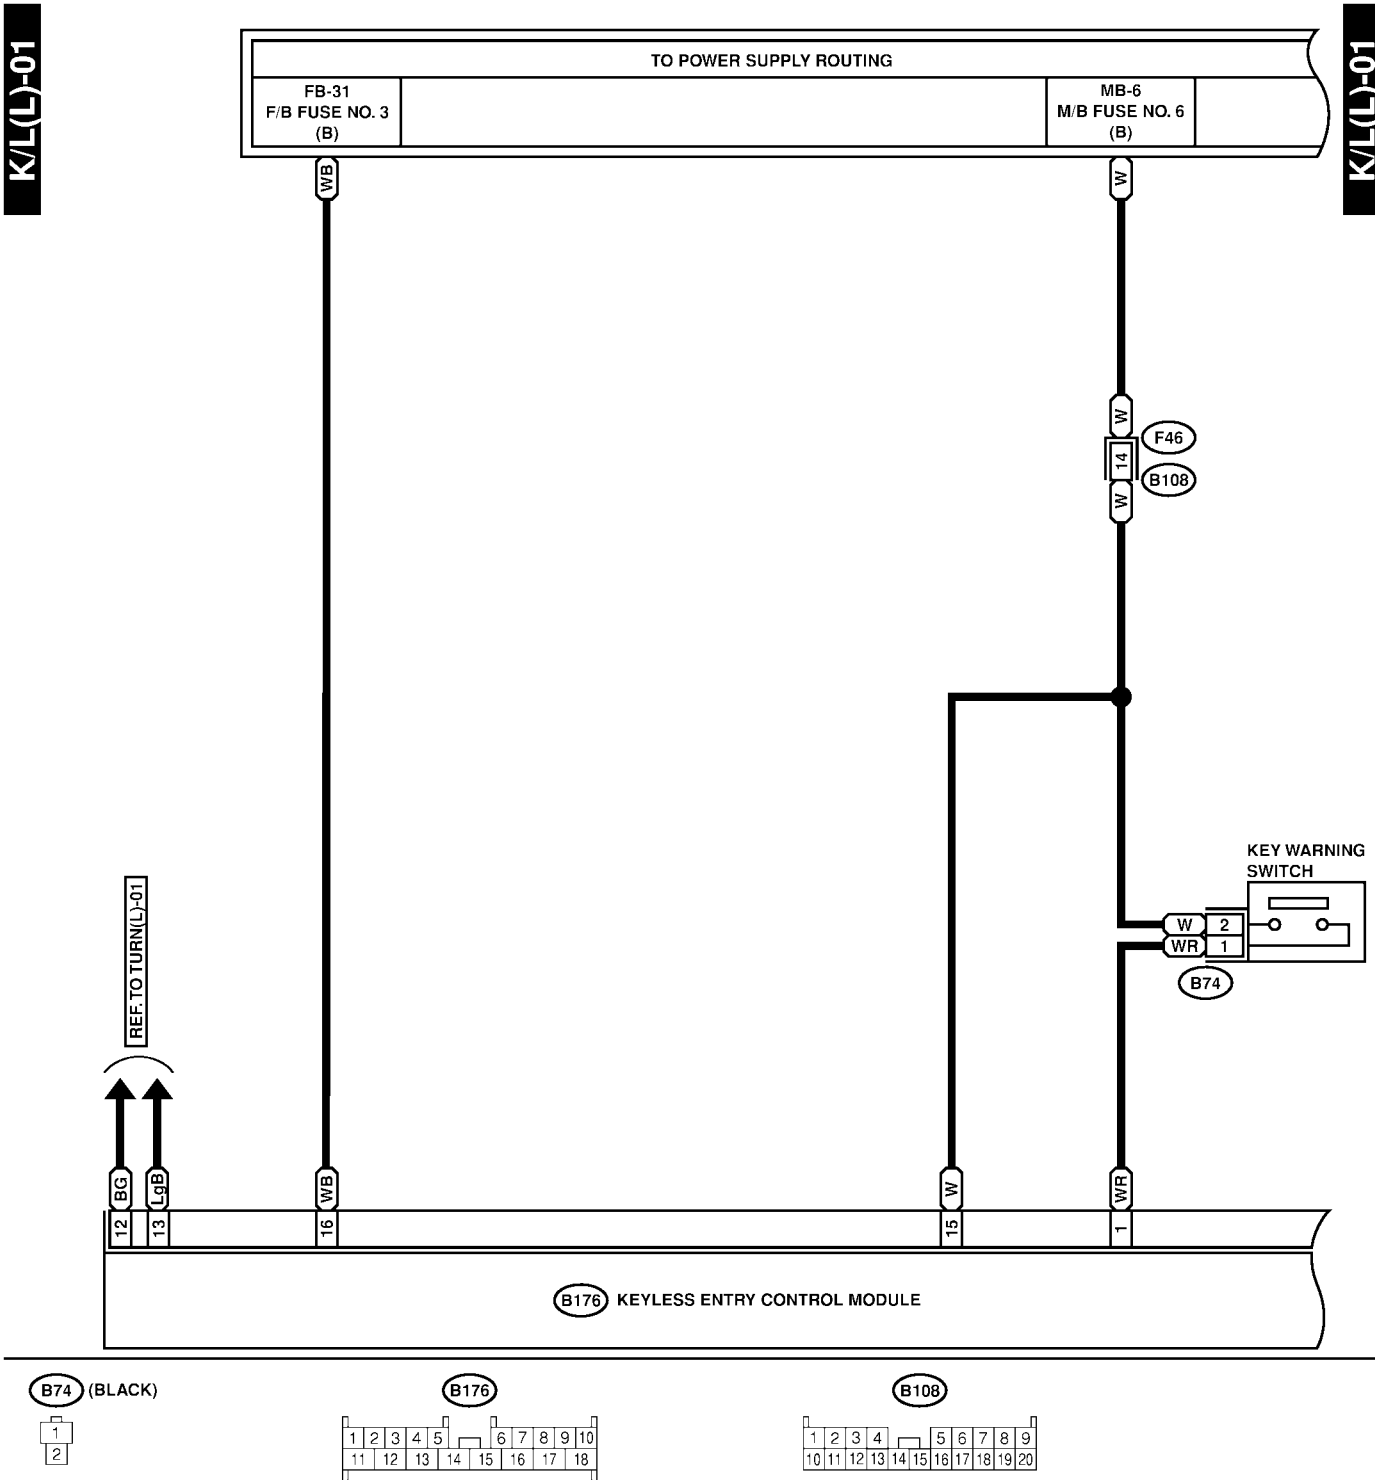 K/L(L)-01
K/L(L)-01
TO POWER SUPPLY ROUTING
FB-31
F/B FUSE NO. 3
(B)
MB-6
M/B FUSE NO. 6
(B)
WB
W
W
F46
14
B108
W
KEY WARNING
SWITCH
W 2
WR 1
B74
REF. TO TURN(L)-01
BG
LgB
WB
W
WR
12
13
16
15
1
B176 KEYLESS ENTRY CONTROL MODULE
B74 (BLACK)
1
2
B176
1 2 3 4 5 6 7 8 9 10
11 12 13 14 15 16 17 18
B108
1 2 3 4 5 6 7 8 9
10 11 12 13 14 15 16 17 18 19 20